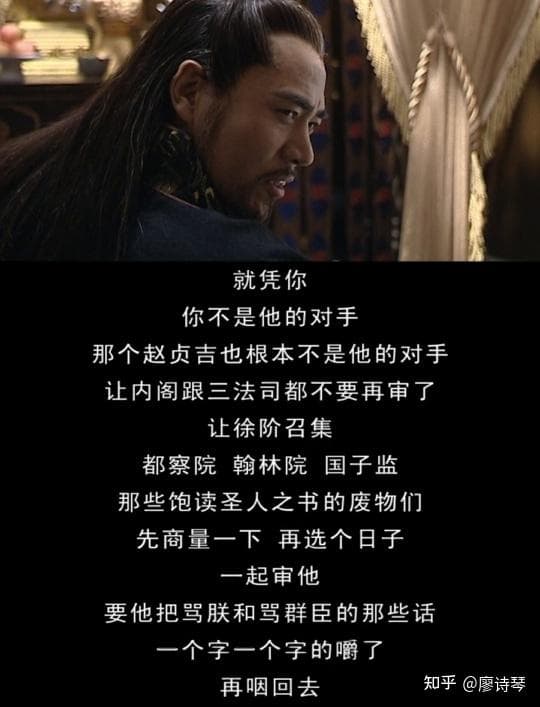 就凭你
你不是他的对手
那个赵贞吉也根本不是他的对手
让内阁跟三法司都不要再审了
让徐阶召集
都察院 翰林院 国子监
那些饱读圣人之书的废物们
先商量一下 再选个日子
一起审他
要他把骂朕和骂群臣的那些话
一个字一个字的嚼了
再咽回去
知乎 @廖诗琴